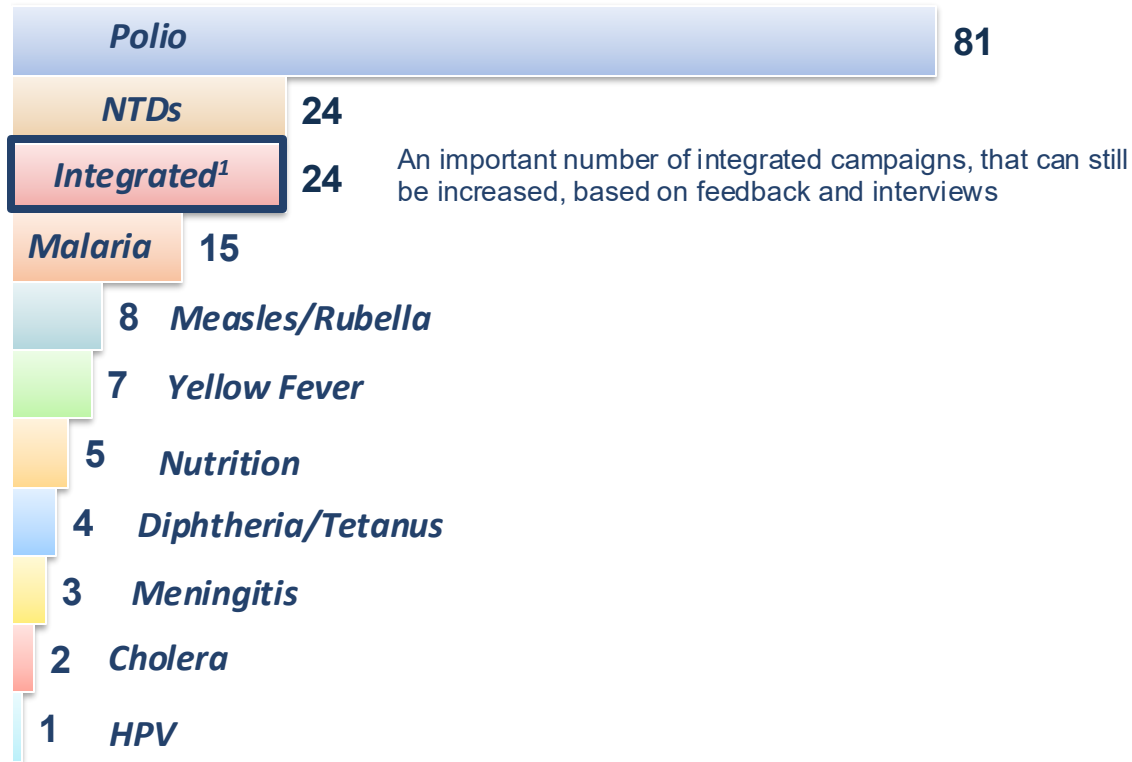 Polio 81
NTDs 24
Integrated¹ 24
An important number of integrated campaigns, that can still
be increased, based on feedback and interviews
Malaria 15
8 Measles/Rubella
7 Yellow Fever
5 Nutrition
4 Diphtheria/Tetanus
3 Meningitis
2 Cholera
1 HPV